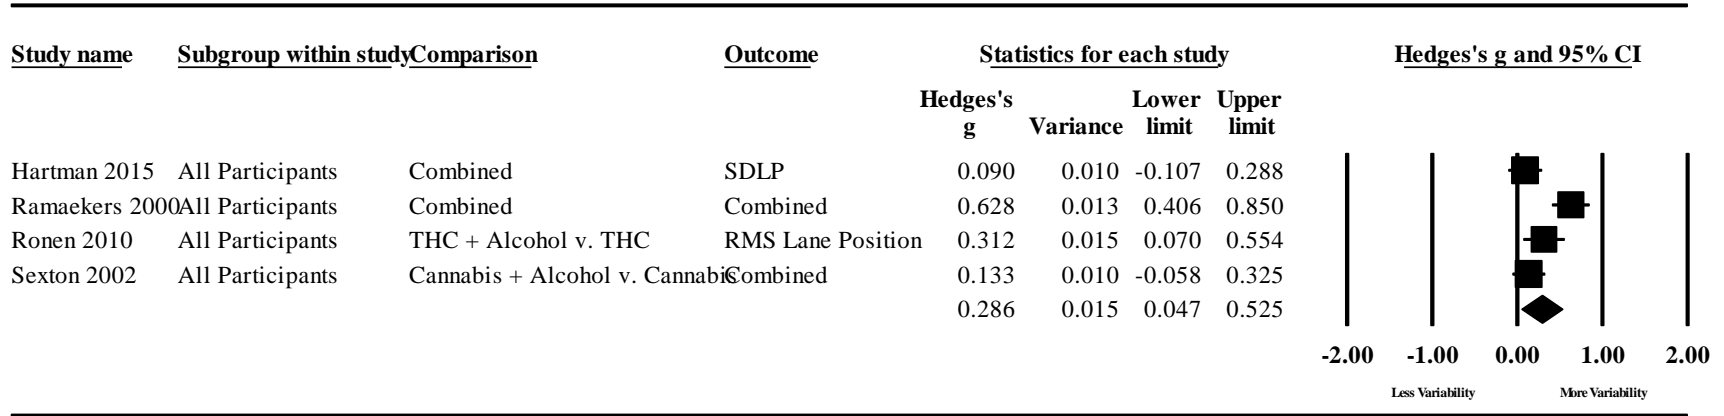 Study name Subgroup within study Comparison Outcome Statistics for each study Hedges's g and 95% CI
Hedges's Lower Upper
g Variance limit limit
Hartman 2015 All Participants Combined SDLP 0.090 0.010 -0.107 0.288
Ramaekers 2000 All Participants Combined Combined 0.628 0.013 0.406 0.850
Ronen 2010 All Participants THC + Alcohol v. THC RMS Lane Position 0.312 0.015 0.070 0.554
Sexton 2002 All Participants Cannabis + Alcohol v. Cannabis Combined 0.133 0.010 -0.058 0.325
0.286 0.015 0.047 0.525
-2.00 -1.00 0.00 1.00 2.00
Less Variability More Variability